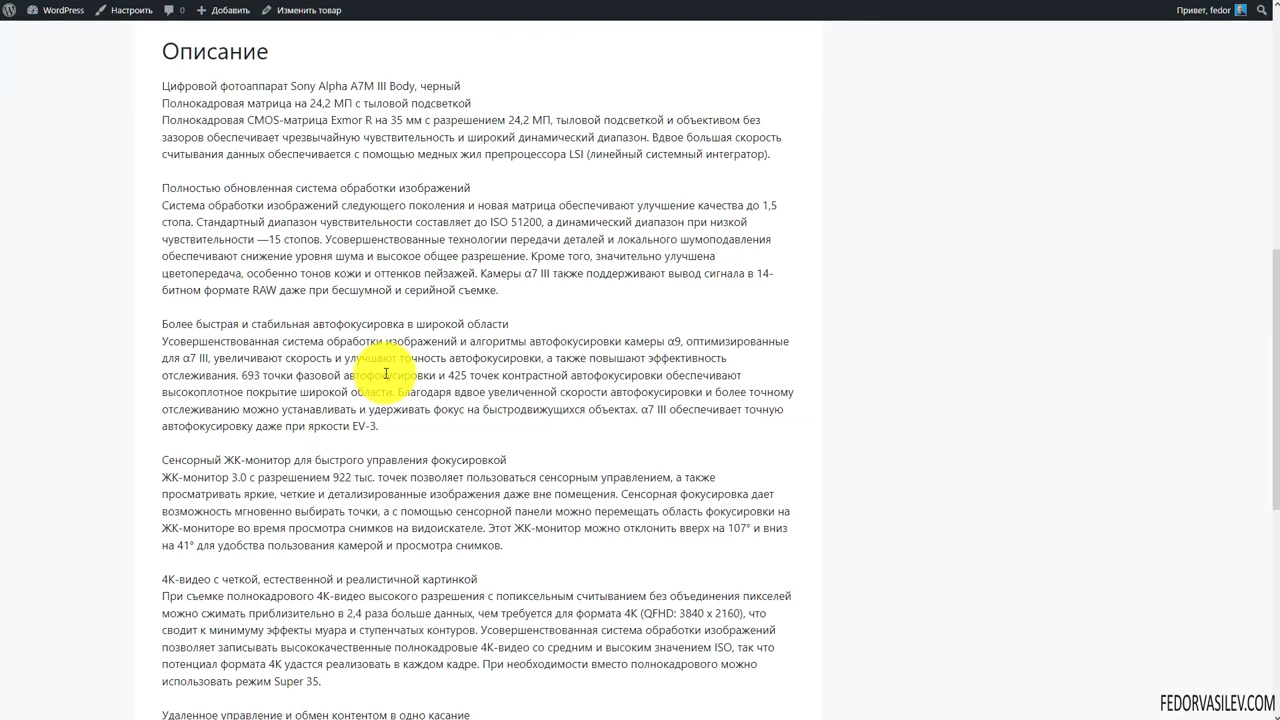 WordPress Настройки 0 Добавить Изменить товар Привет, fedor
Описание
Цифровой фотоаппарат Sony Alpha A7M III Body, черный
Полнокадровая матрица на 24,2 МП с тыловой подсветкой
Полнокадровая CMOS-матрица Exmor R на 35 мм с разрешением 24,2 МП, тыловой подсветкой и объективом без
зазоров обеспечивает чрезвычайную чувствительность и широкий динамический диапазон. Вдвое большая скорость
считывания данных обеспечивается с помощью медных жил препроцессора LSI (линейный системный интегратор).
Полностью обновленная система обработки изображений
Система обработки изображений следующего поколения и новая матрица обеспечивают улучшение качества до 1,5
стопа. Стандартный диапазон чувствительности составляет до ISO 51200, а динамический диапазон при низкой
чувствительности —15 стопов. Усовершенствованные технологии передачи деталей и локального шумоподавления
обеспечивают снижение уровня шума и высокое общее разрешение. Кроме того, значительно улучшена
цветопередача, особенно тонов кожи и оттенков пейзажей. Камеры α7 III также поддерживают вывод сигнала в 14-
битном формате RAW даже при бесшумной и серийной съемке.
Более быстрая и стабильная автофокусировка в широкой области
Усовершенствованная система обработки изображений и алгоритмы автофокусировки камеры α9, оптимизированные
для α7 III, увеличивают скорость и улучшают точность автофокусировки, а также повышают эффективность
отслеживания. 693 точки фазовой автофокусировки и 425 точек контрастной автофокусировки обеспечивают
высокоплотное покрытие широкой области. Благодаря вдвое увеличенной скорости автофокусировки и более точному
отслеживанию можно устанавливать и удерживать фокус на быстродвижущихся объектах. α7 III обеспечивает точную
автофокусировку даже при яркости EV-3.
Сенсорный ЖК-монитор для быстрого управления фокусировкой
ЖК-монитор 3.0 с разрешением 922 тыс. точек позволяет пользоваться сенсорным управлением, а также
просматривать яркие, четкие и детализированные изображения даже вне помещения. Сенсорная фокусировка дает
возможность мгновенно выбирать точки, а с помощью сенсорной панели можно перемещать область фокусировки на
ЖК-мониторе во время просмотра снимков на видоискателе. Этот ЖК-монитор можно отклонить вверх на 107° и вниз
на 41° для удобства пользования камерой и просмотра снимков.
4К-видео с четкой, естественной и реалистичной картинкой
При съемке полнокадрового 4К-видео высокого разрешения с попиксельным считыванием без объединения пикселей
можно сжимать приблизительно в 2,4 раза больше данных, чем требуется для формата 4К (QFHD: 3840 x 2160), что
сводит к минимуму эффекты муара и ступенчатых контуров. Усовершенствованная система обработки изображений
позволяет записывать высококачественные полнокадровые 4К-видео со средним и высоким значением ISO, так что
потенциал формата 4К удастся реализовать в каждом кадре. При необходимости вместо полнокадрового можно
использовать режим Super 35.
Удаленное управление и обмен контентом в одно касание
FEDORVASILEV.COM